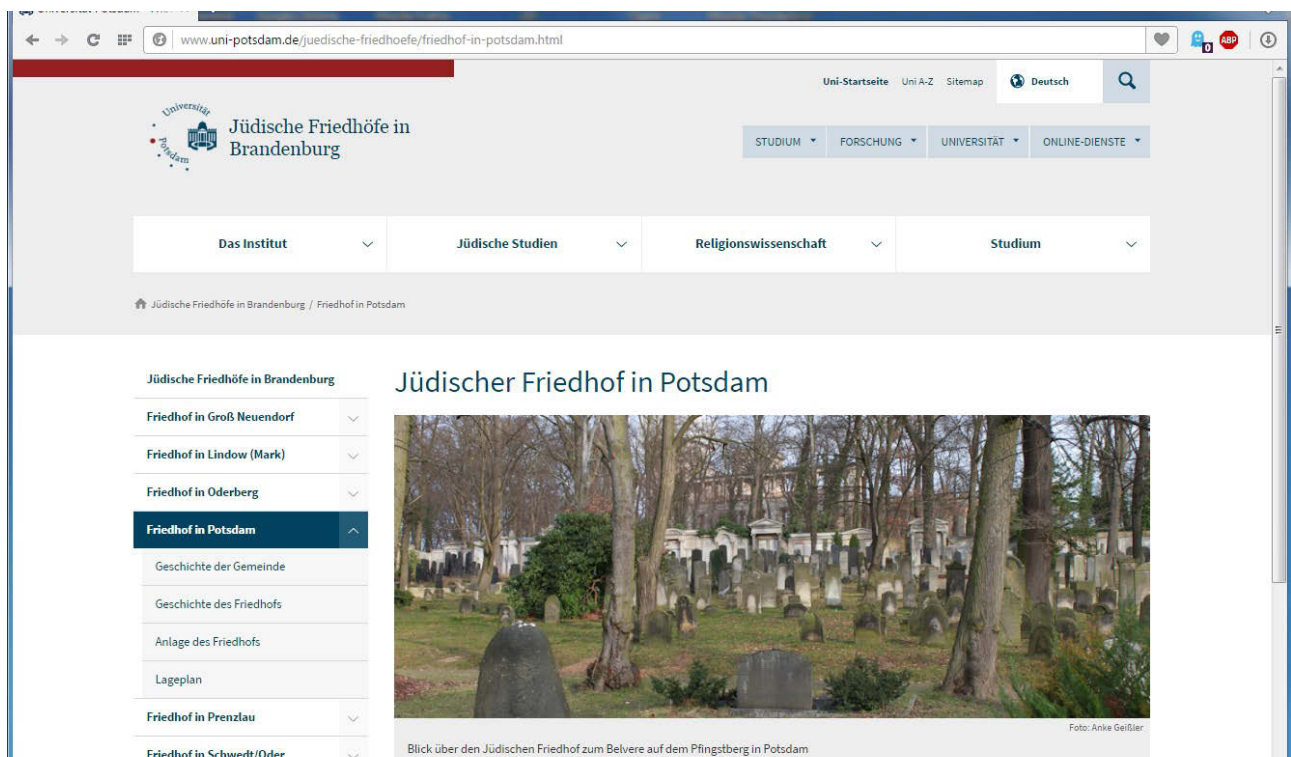 www.uni-potsdam.de/juedische-friedhoefe/friedhof-in-potsdam.html
0
ABP
Uni-Startseite Uni A-Z Sitemap Deutsch
Universität
Potsdam
Jüdische Friedhöfe in
Brandenburg
STUDIUM FORSCHUNG UNIVERSITÄT ONLINE-DIENSTE
Das Institut Jüdische Studien Religionswissenschaft Studium
Jüdische Friedhöfe in Brandenburg / Friedhof in Potsdam
Jüdische Friedhöfe in Brandenburg
Friedhof in Groß Neuendorf
Friedhof in Lindow (Mark)
Friedhof in Oderberg
Friedhof in Potsdam
Geschichte der Gemeinde
Geschichte des Friedhofs
Anlage des Friedhofs
Lageplan
Friedhof in Prenzlau
Friedhof in Schwedt/Oder
Jüdischer Friedhof in Potsdam
Foto: Anke Geißler
Blick über den Jüdischen Friedhof zum Belvere auf dem Pfingstberg in Potsdam